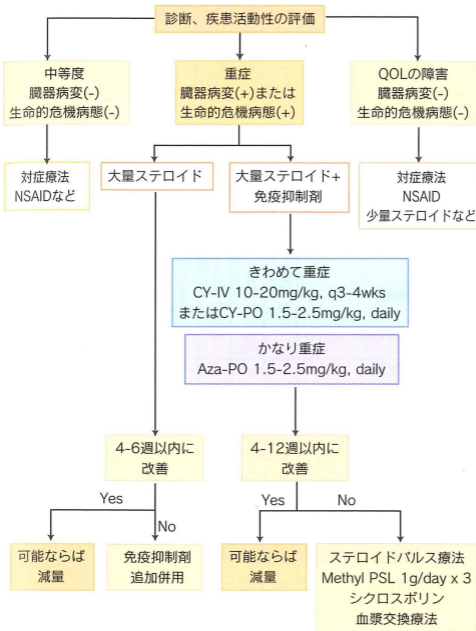 診断、疾患活動性の評価
中等度
臓器病変(-)
生命的危機病態(-)
重症
臓器病変(+)または
生命的危機病態(+)
QOLの障害
臓器病変(-)
生命的危機病態(-)
対症療法
NSAIDなど
大量ステロイド
大量ステロイド+
免疫抑制剤
対症療法
NSAID
少量ステロイドなど
きわめて重症
CY-IV 10-20mg/kg, q3-4wks
またはCY-PO 1.5-2.5mg/kg, daily
かなり重症
Aza-PO 1.5-2.5mg/kg, daily
4-6週以内に
改善
4-12週以内に
改善
Yes
No
Yes
No
可能ならば
減量
免疫抑制剤
追加併用
可能ならば
減量
ステロイドパルス療法
Methyl PSL 1g/day x 3
シクロスポリン
血漿交換療法